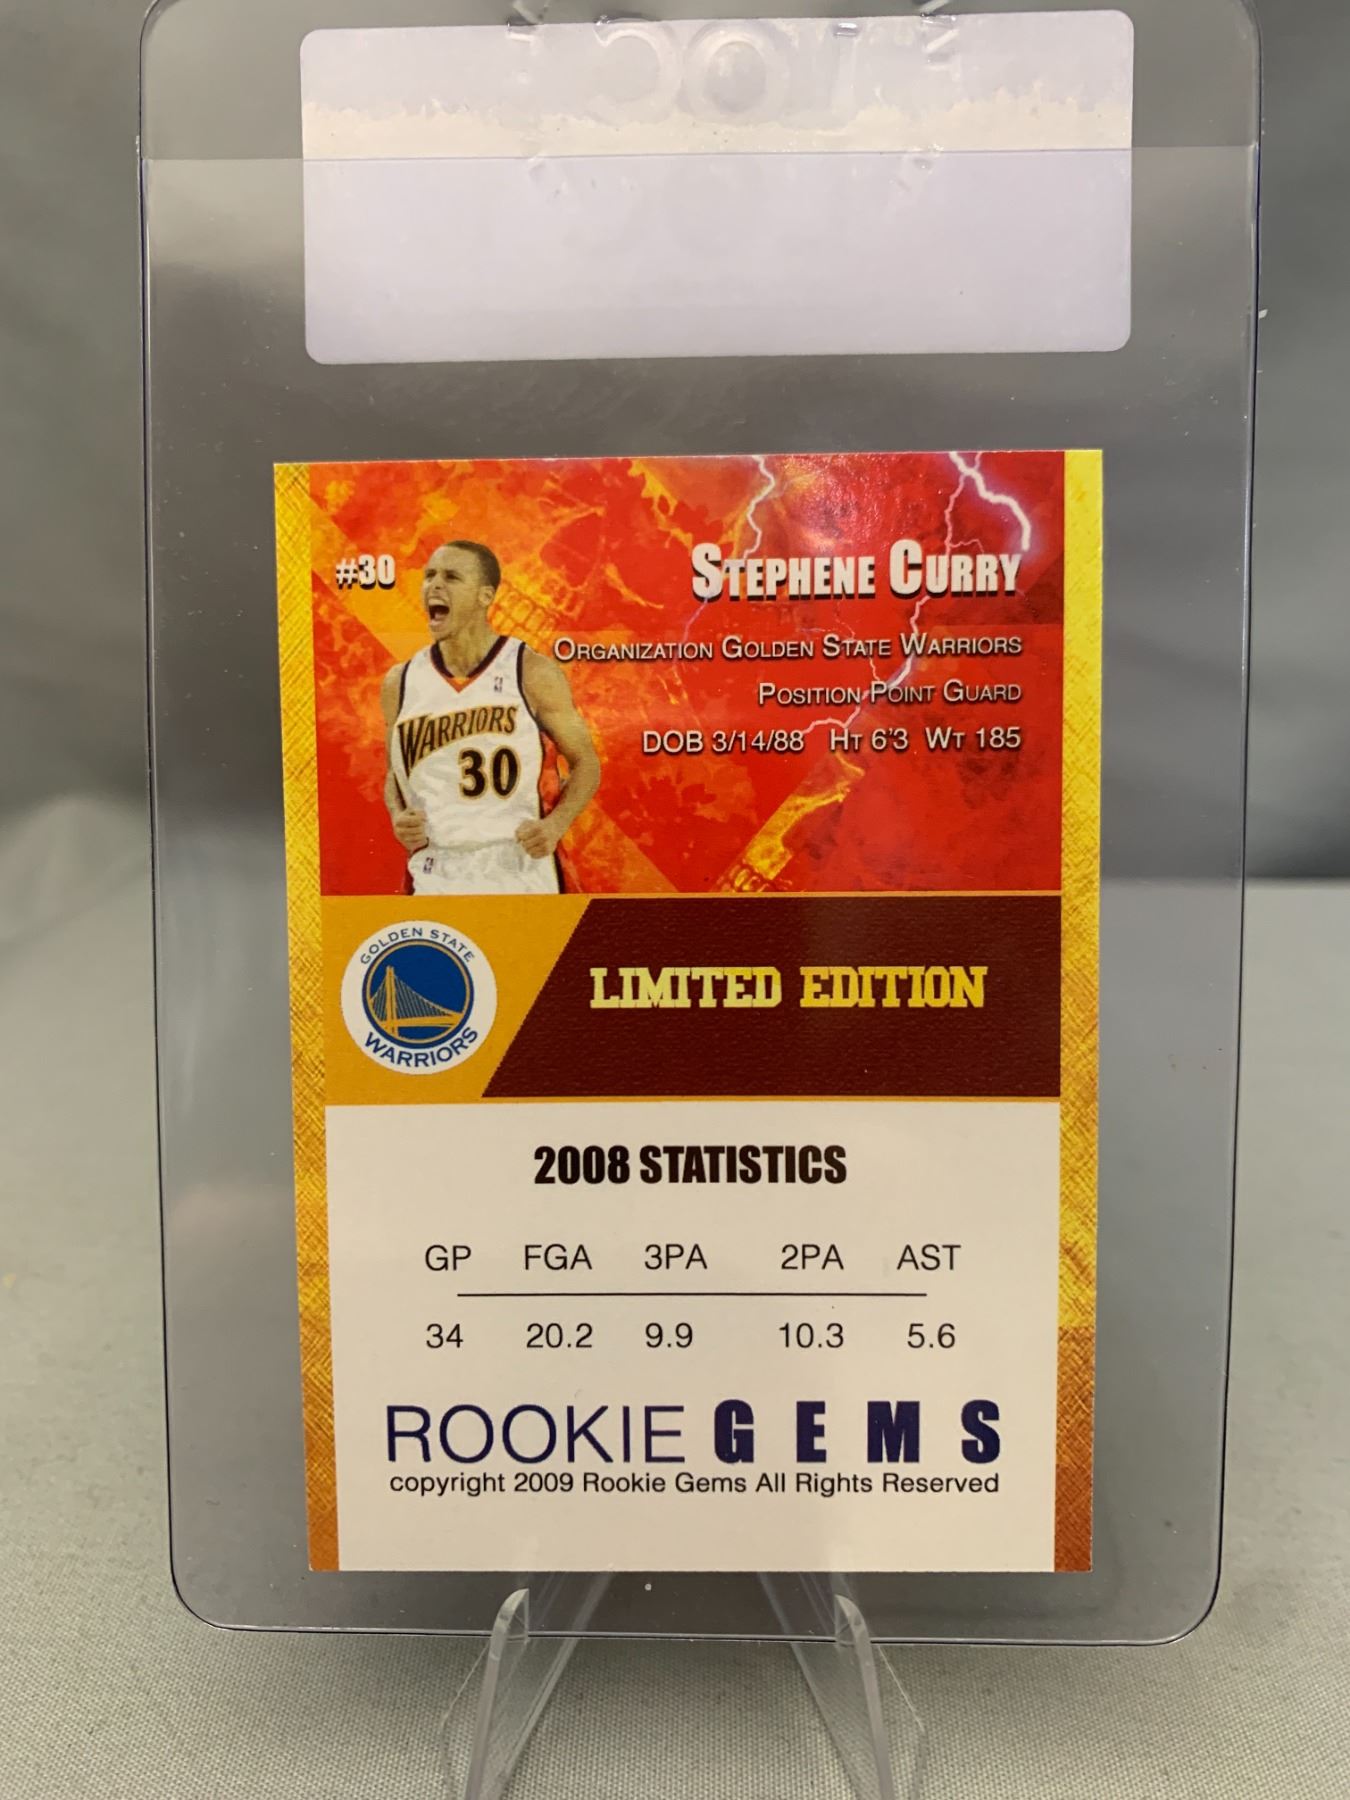 #30
STEPHENE CURRY
ORGANIZATION GOLDEN STATE WARRIORS
POSITION POINT GUARD
DOB 3/14/88 HT 6'3 WT 185
WARRIORS
30
GOLDEN STATE
WARRIORS
LIMITED EDITION
2008 STATISTICS
GP FGA 3PA 2PA AST
34 20.2 9.9 10.3 5.6
ROOKIE GEMS
copyright 2009 Rookie Gems All Rights Reserved